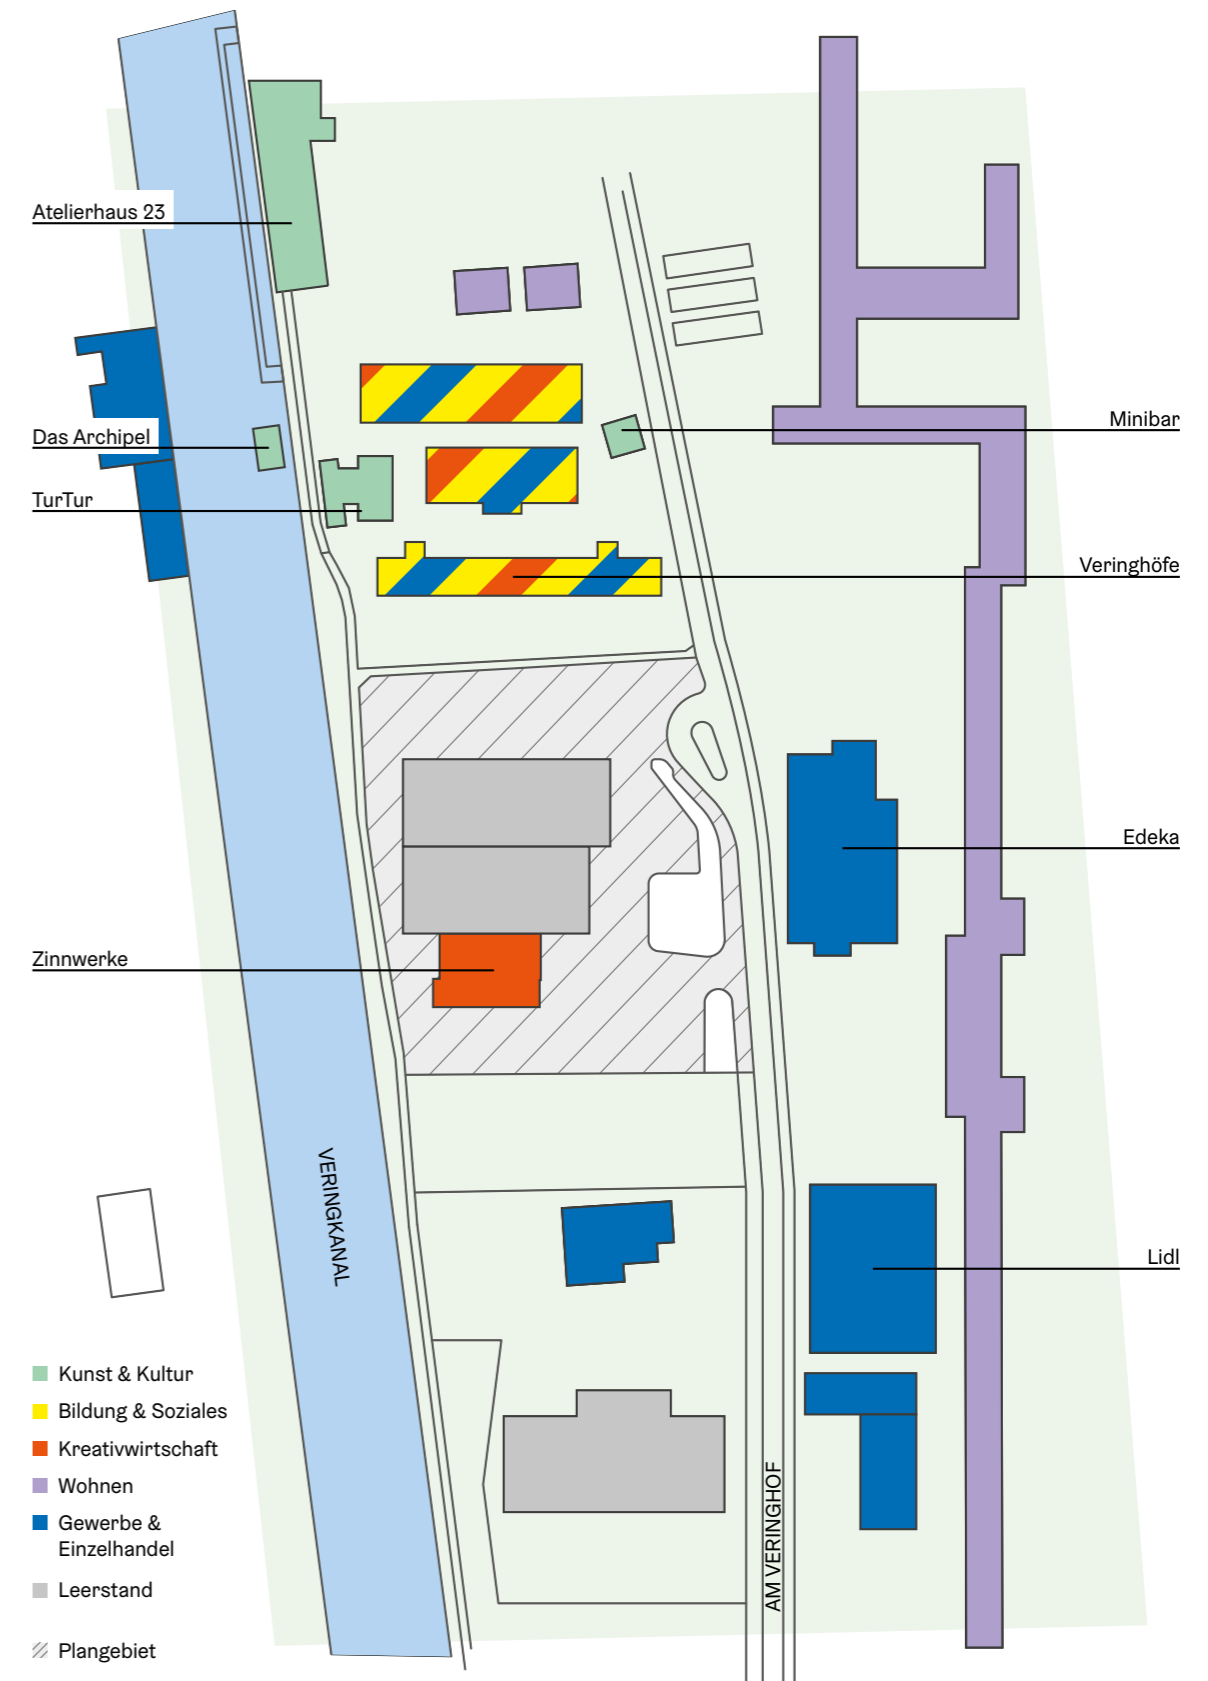 Atelierhaus 23
Das Archipel
TurTur
Minibar
Veringhöfe
Edeka
Zinnwerke
VERINGKANAL
Lidl
AM VERINGHOF
Kunst & Kultur
Bildung & Soziales
Kreativwirtschaft
Wohnen
Gewerbe &
Einzelhandel
Leerstand
Plangebiet